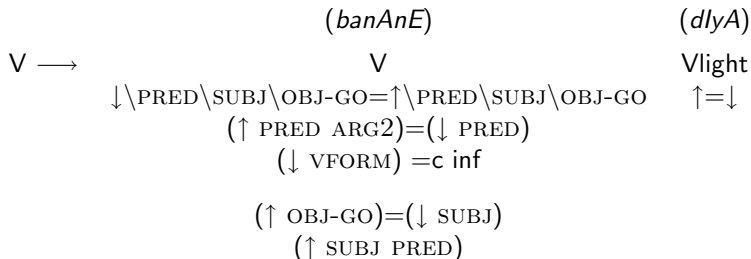 (banAnE) (dIyA)
V ⟶ V Vlight
↓\PRED\SUBJ\OBJ-GO=↑\PRED\SUBJ\OBJ-GO ↑=↓
(↑ PRED ARG2)=(↓ PRED)
(↓ VFORM) =c inf
(↑ OBJ-GO)=(↓ SUBJ)
(↑ SUBJ PRED)